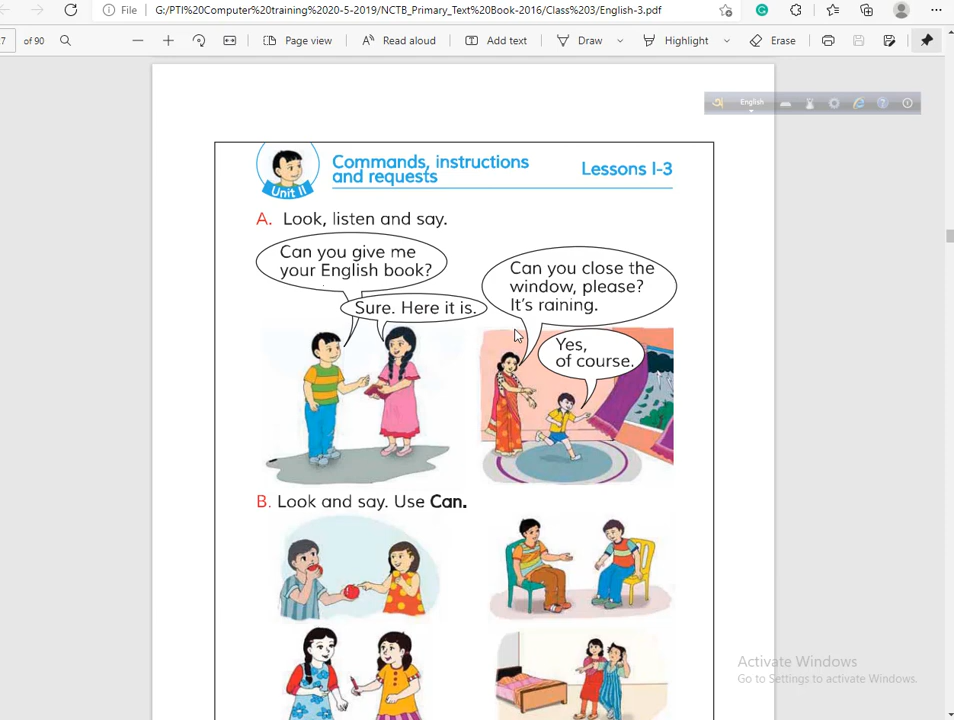 File
G:/PTI%20Computer%20training%202020-5-2019/NCTB_Primary_Text%20Book-2016/Class%203/English-3.pdf
7 of 90
Page view
Read aloud
Add text
Draw
Highlight
Erase
English
Unit II
Commands, instructions
and requests
Lessons I-3
A. Look, listen and say.
Can you give me
your English book?
Sure. Here it is.
Can you close the
window, please?
It's raining.
Yes,
of course.
B. Look and say. Use Can.
Activate Windows
Go to Settings to activate Windows.